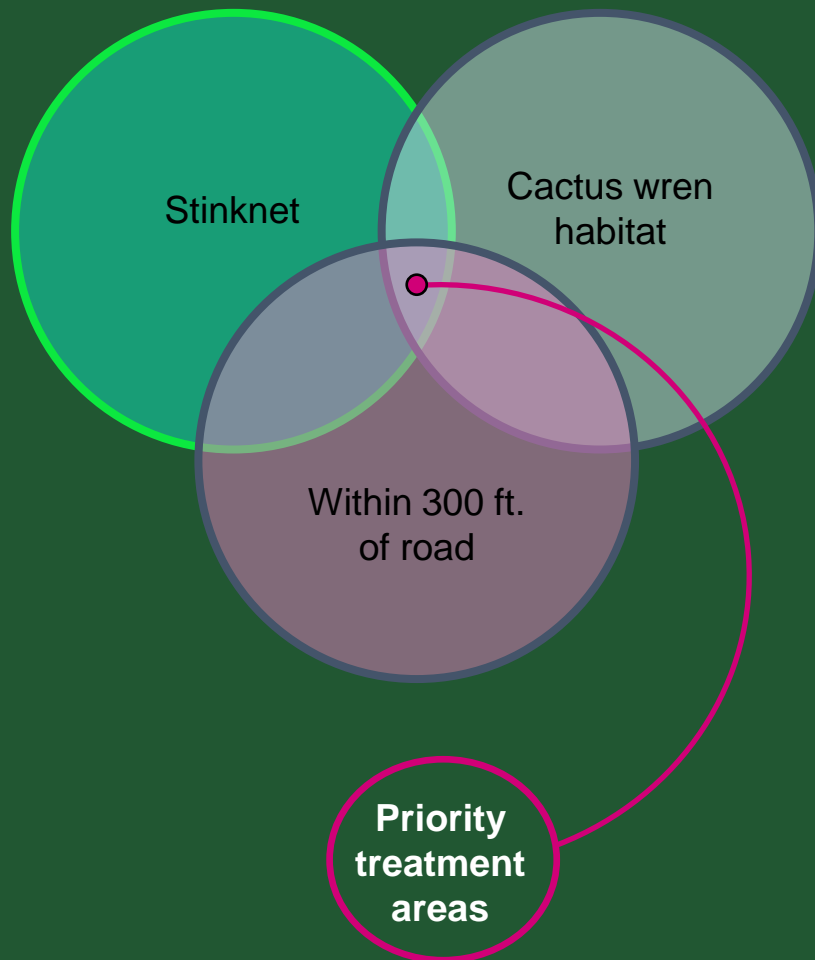 Stinknet
Cactus wren
habitat
Within 300 ft.
of road
Priority
treatment
areas